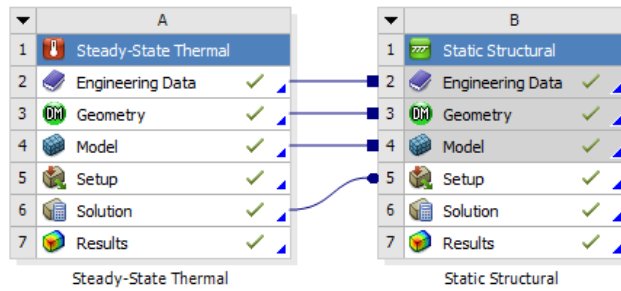 A
1 Steady-State Thermal
2 Engineering Data
3 DM Geometry
4 Model
5 Setup
6 Solution
7 Results
Steady-State Thermal
B
1 Static Structural
2 Engineering Data
3 DM Geometry
4 Model
5 Setup
6 Solution
7 Results
Static Structural